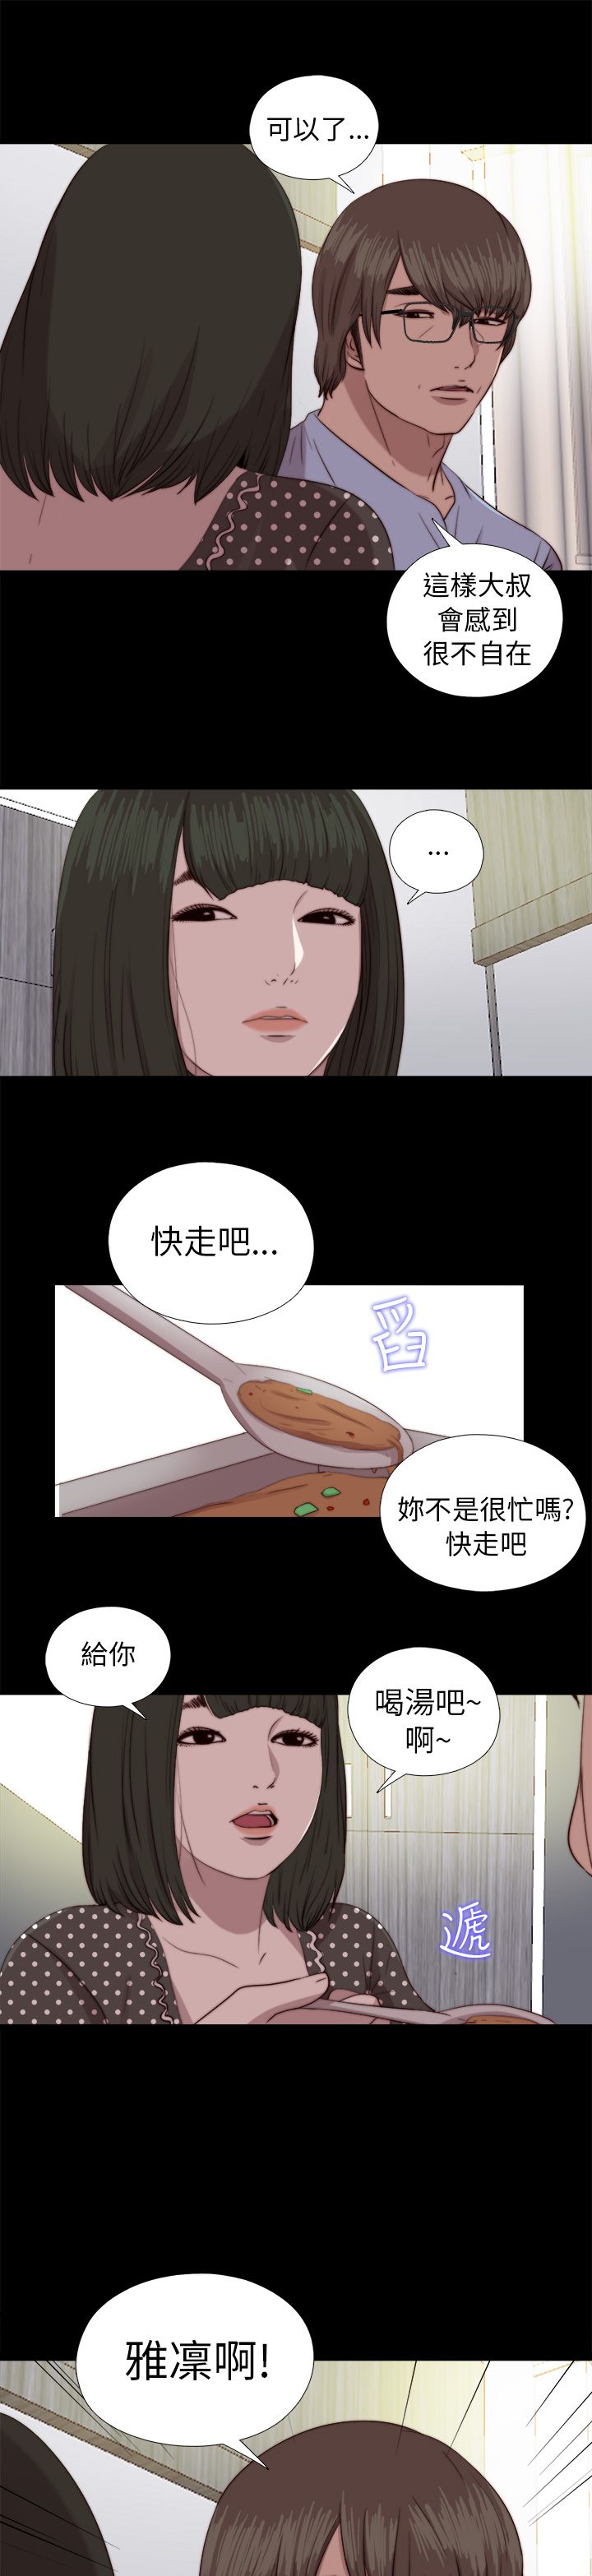 可以了…
這樣大叔
會感到
很不自在
…
快走吧…
舀
妳不是很忙嗎?
快走吧
給你
喝湯吧~
啊~
遞
雅凜啊!